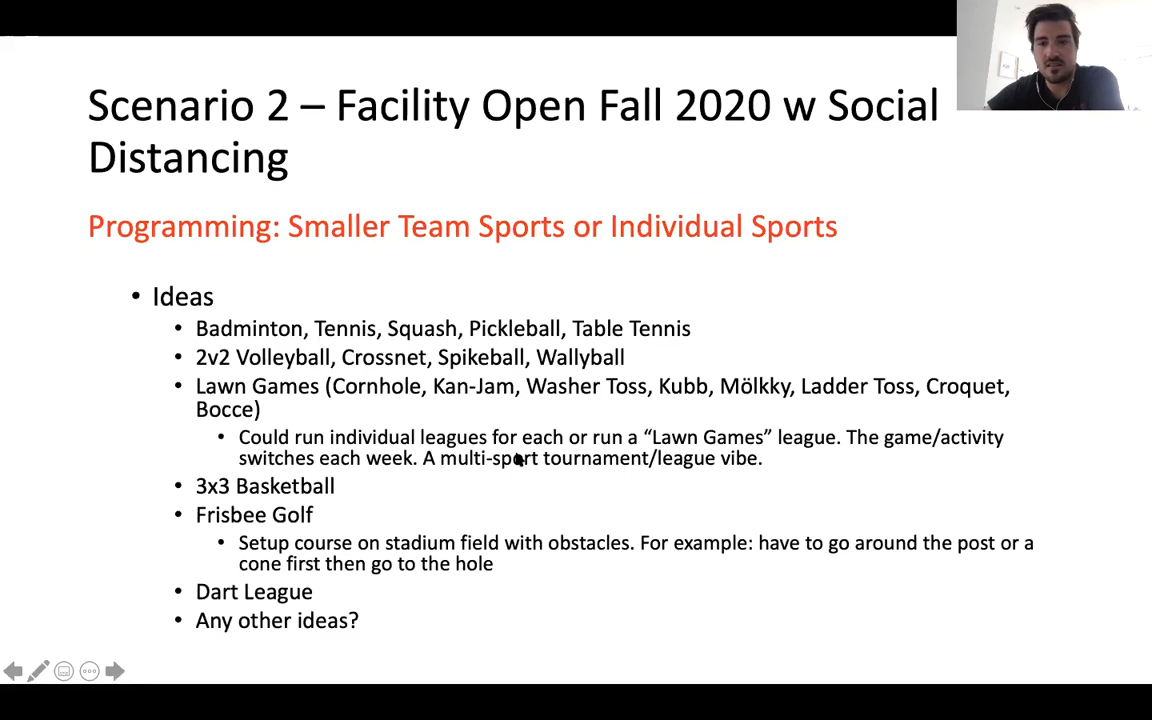 Scenario 2 – Facility Open Fall 2020 w Social
Distancing
Programming: Smaller Team Sports or Individual Sports
• Ideas
• Badminton, Tennis, Squash, Pickleball, Table Tennis
• 2v2 Volleyball, Crossnet, Spikeball, Wallyball
• Lawn Games (Cornhole, Kan-Jam, Washer Toss, Kubb, Mölkky, Ladder Toss, Croquet,
Bocce)
• Could run individual leagues for each or run a “Lawn Games” league. The game/activity
switches each week. A multi-sport tournament/league vibe.
• 3x3 Basketball
• Frisbee Golf
• Setup course on stadium field with obstacles. For example: have to go around the post or a
cone first then go to the hole
• Dart League
• Any other ideas?